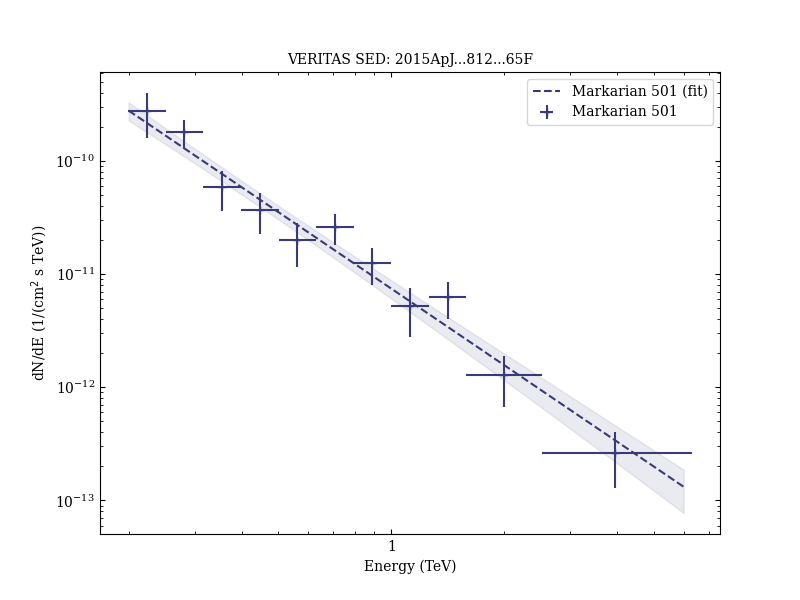 VERITAS SED: 2015ApJ...812...65F
Markarian 501 (fit)
Markarian 501
dN/dE (1/(cm² s TeV))
10⁻¹⁰
10⁻¹¹
10⁻¹²
10⁻¹³
1
Energy (TeV)